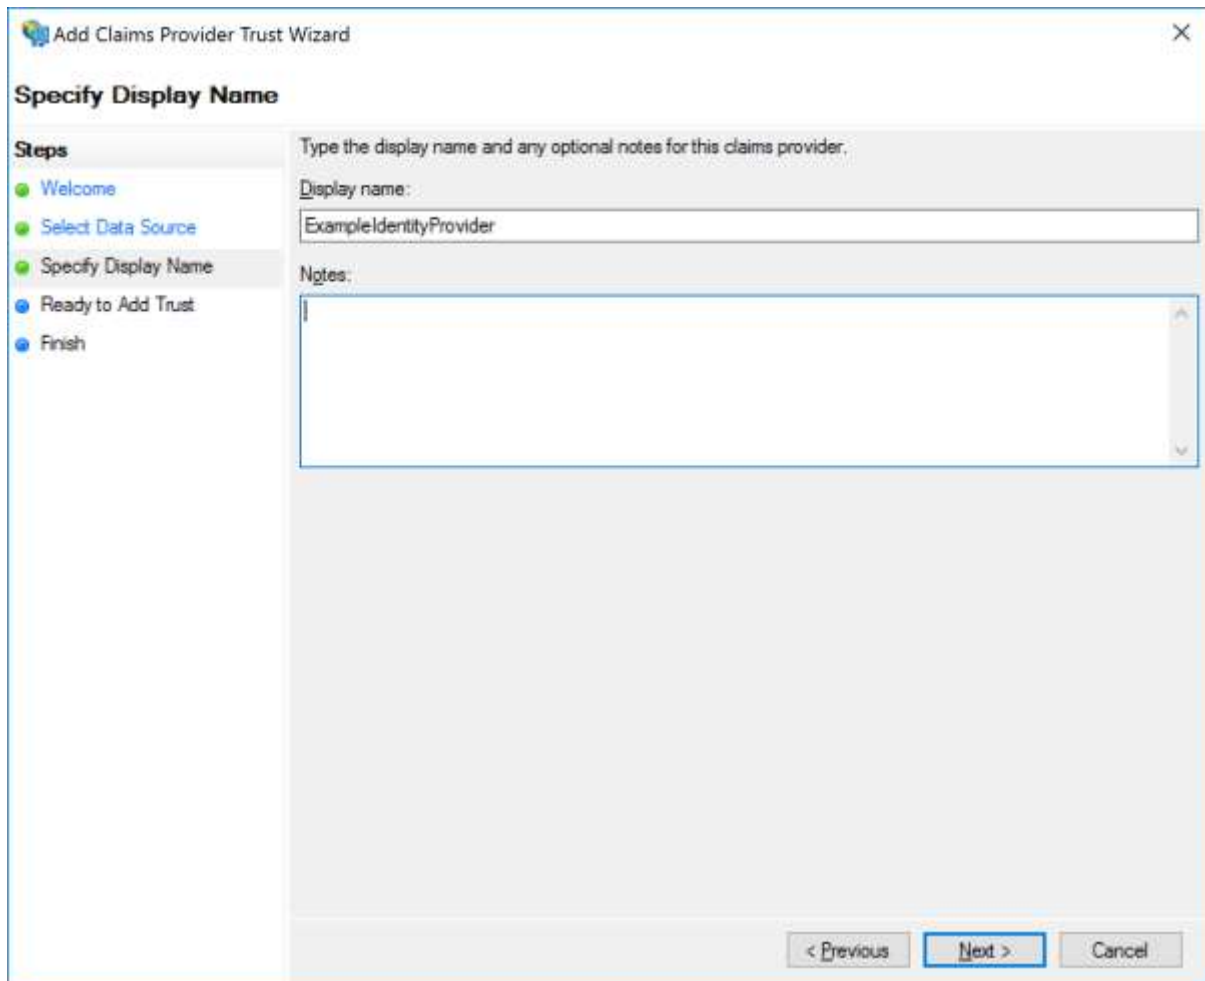 Add Claims Provider Trust Wizard
Specify Display Name
Steps
Welcome
Select Data Source
Specify Display Name
Ready to Add Trust
Finish
Type the display name and any optional notes for this claims provider.
Display name:
ExampleIdentityProvider
Notes:
< Previous
Next >
Cancel